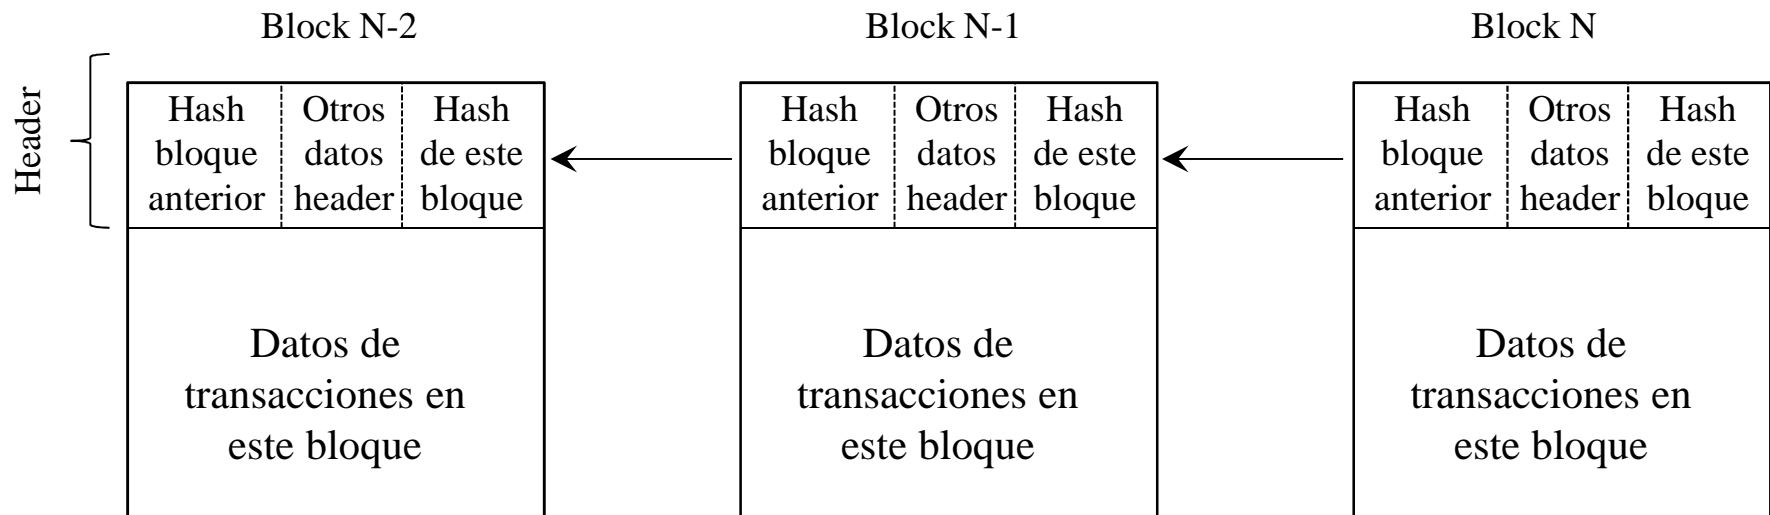 Block N-2
Block N-1
Block N
Header
Hash
bloque
anterior
Otros
datos
header
Hash
de este
bloque
Hash
bloque
anterior
Otros
datos
header
Hash
de este
bloque
Hash
bloque
anterior
Otros
datos
header
Hash
de este
bloque
Datos de
transacciones en
este bloque
Datos de
transacciones en
este bloque
Datos de
transacciones en
este bloque